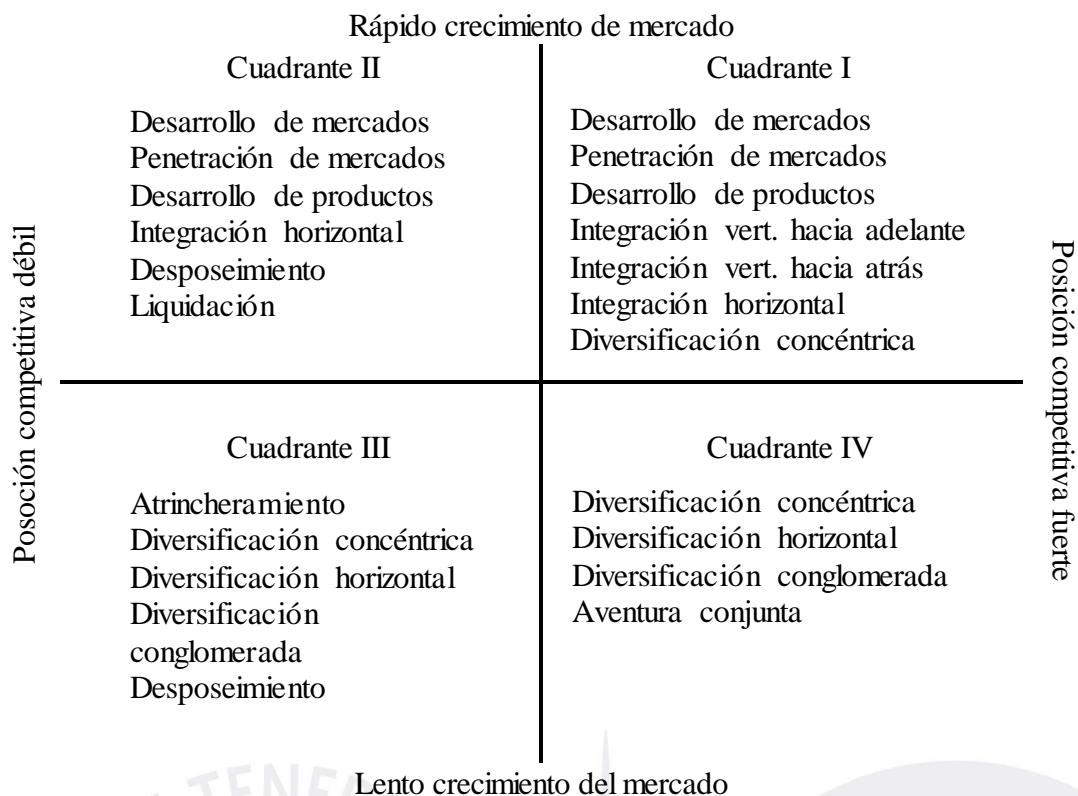 Rápido crecimiento de mercado
Cuadrante II
Desarrollo de mercados
Penetración de mercados
Desarrollo de productos
Integración horizontal
Desposeimiento
Liquidación
Cuadrante I
Desarrollo de mercados
Penetración de mercados
Desarrollo de productos
Integración vert. hacia adelante
Integración vert. hacia atrás
Integración horizontal
Diversificación concéntrica
Posoción competitiva débil
Posición competitiva fuerte
Cuadrante III
Atrincheramiento
Diversificación concéntrica
Diversificación horizontal
Diversificación
conglomerada
Desposeimiento
Cuadrante IV
Diversificación concéntrica
Diversificación horizontal
Diversificación conglomerada
Aventura conjunta
Lento crecimiento del mercado